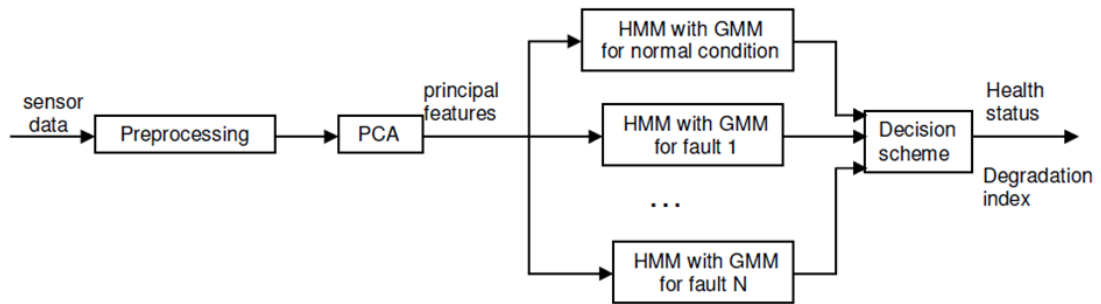 sensor
data
Preprocessing
PCA
principal
features
HMM with GMM
for normal condition
HMM with GMM
for fault 1
...
HMM with GMM
for fault N
Decision
scheme
Health
status
Degradation
index